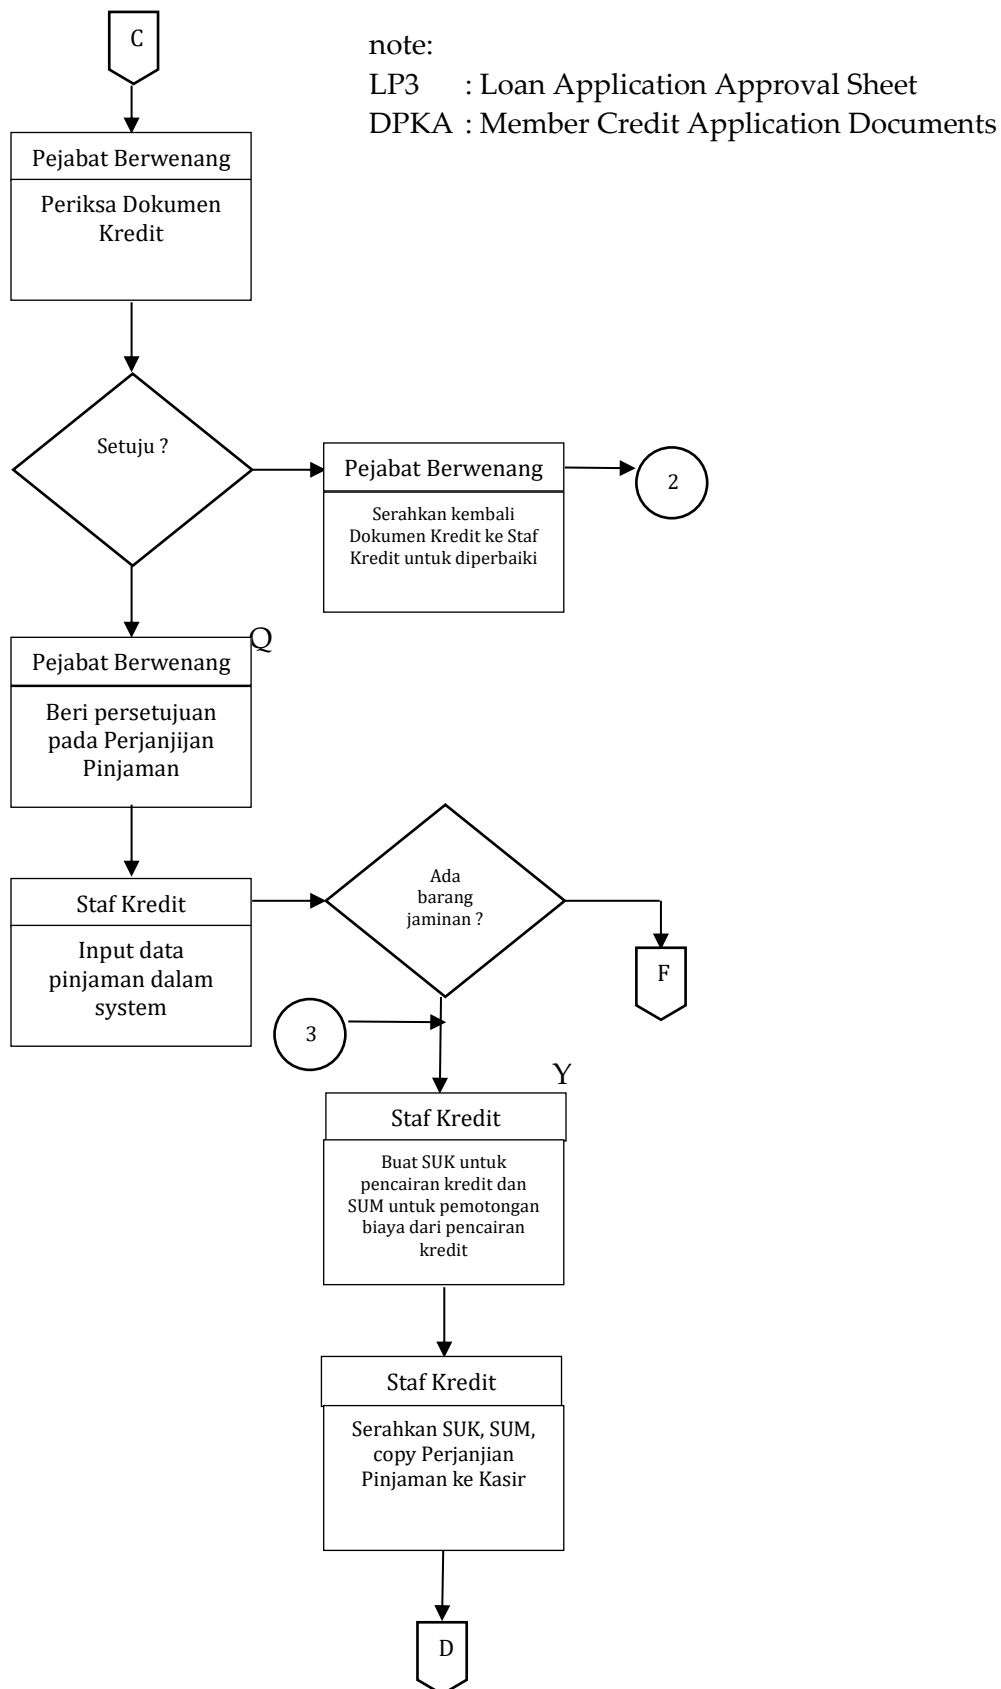 C
note:
LP3 : Loan Application Approval Sheet
DPKA : Member Credit Application Documents
Pejabat Berwenang
Periksa Dokumen
Kredit
Setuju ?
Pejabat Berwenang
Serahkan kembali
Dokumen Kredit ke Staf
Kredit untuk diperbaiki
2
Q
Pejabat Berwenang
Beri persetujuan
pada Perjanjijan
Pinjaman
Staf Kredit
Input data
pinjaman dalam
system
Ada
barang
jaminan ?
F
3
Y
Staf Kredit
Buat SUK untuk
pencairan kredit dan
SUM untuk pemotongan
biaya dari pencairan
kredit
Staf Kredit
Serahkan SUK, SUM,
copy Perjanjian
Pinjaman ke Kasir
D